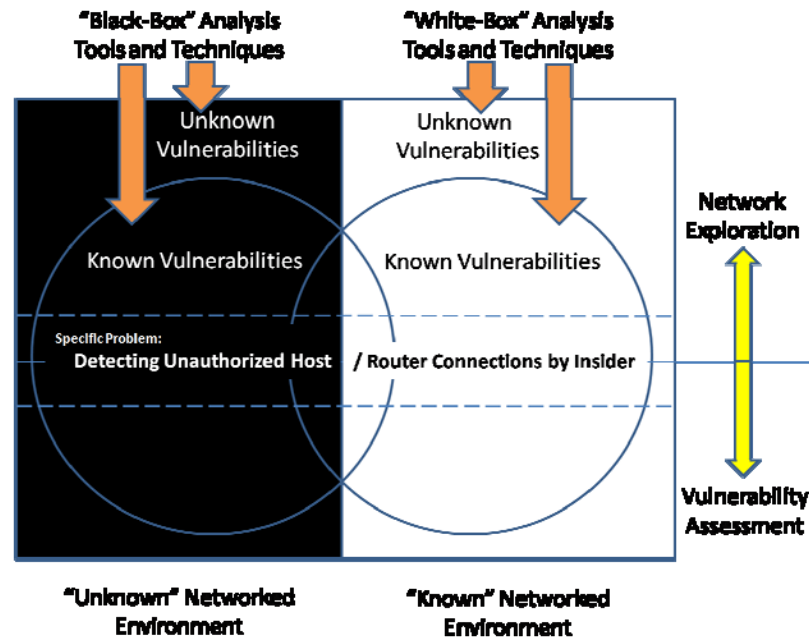 “Black-Box” Analysis
Tools and Techniques
“White-Box” Analysis
Tools and Techniques
Unknown
Vulnerabilities
Unknown
Vulnerabilities
Known Vulnerabilities
Known Vulnerabilities
Specific Problem:
Detecting Unauthorized Host
/ Router Connections by Insider
Network
Exploration
Vulnerability
Assessment
“Unknown” Networked
Environment
“Known” Networked
Environment